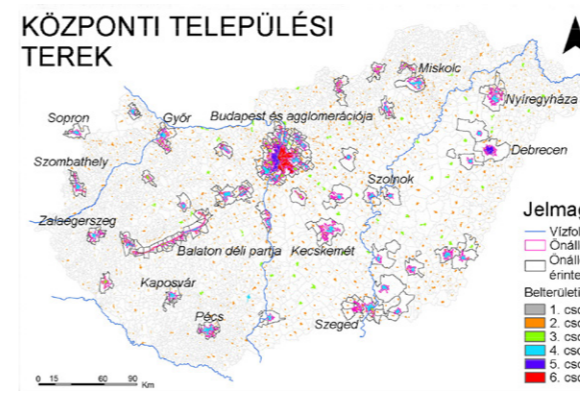 KÖZPONTI TELEPÜLÉSI
TEREK
Miskolc
Nyíregyháza
Sopron
Győr
Budapest és agglomerációja
Debrecen
Szombathely
Szolnok
Zalaegerszeg
Balaton déli partja
Kecskemét
Kaposvár
Pécs
Szeged
Jelmag
Vízfol
Önáll
Önáll
érinte
Belterületi
1. cso
2. cso
3. cso
4. cso
5. cso
6. cso
0 15 60 90 Km